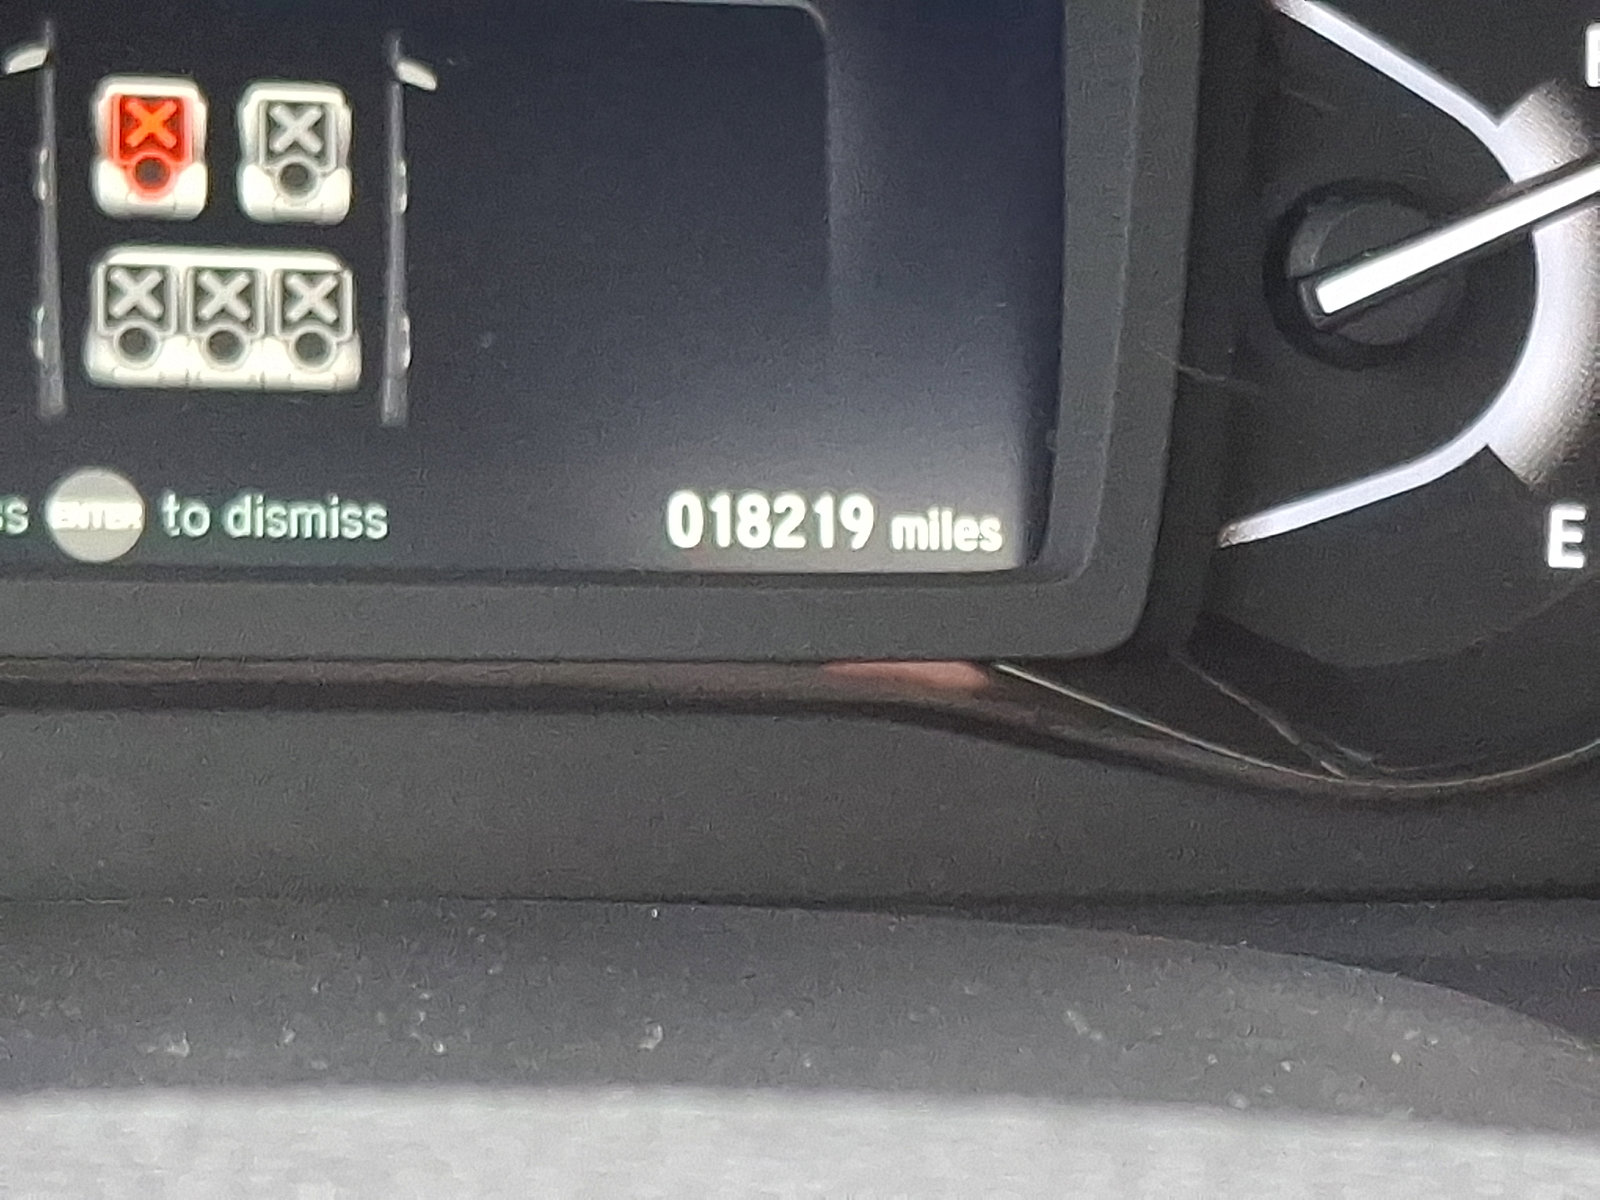 ss ENTER to dismiss
018219 miles
E